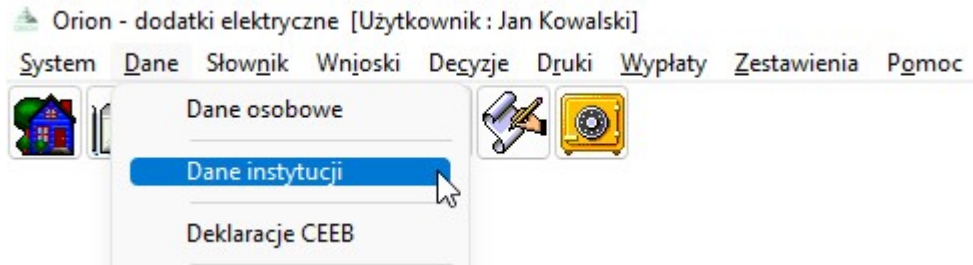 Orion - dodatki elektryczne [Użytkownik : Jan Kowalski]
System Dane Słownik Wnioski Decyzje Druki Wypłaty Zestawienia Pomoc
Dane osobowe
Dane instytucji
Deklaracje CEEB